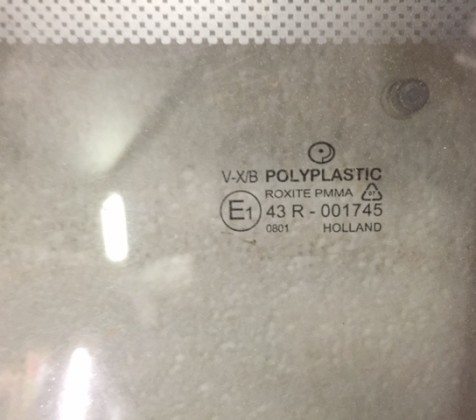 V-X/B POLYPLASTIC
ROXITE PMMA
E1 43 R - 001745
0801 HOLLAND